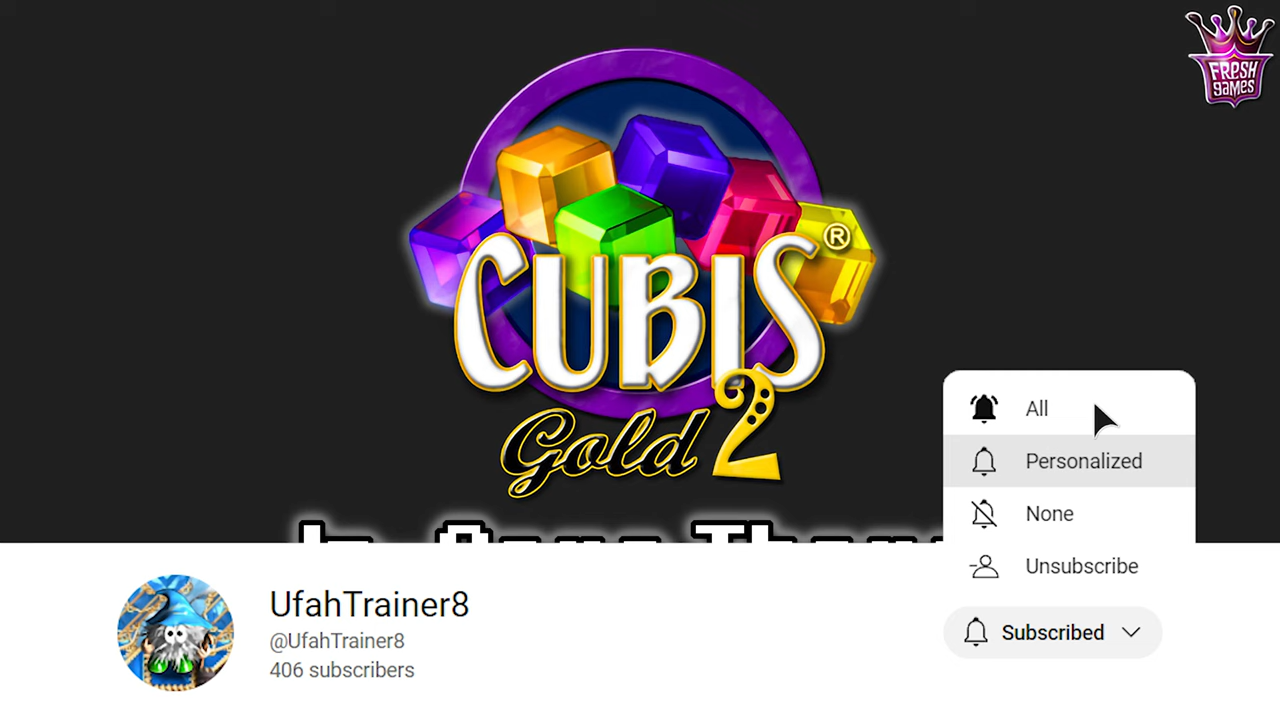 FRESH
games
CUBIS®
Gold 2
All
Personalized
None
Unsubscribe
UfahTrainer8
@UfahTrainer8
406 subscribers
Subscribed